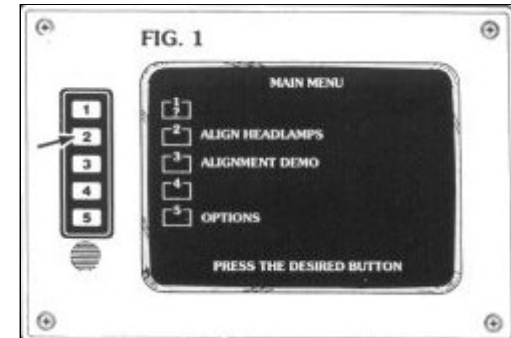 FIG. 1
MAIN MENU
1
2
3
4
5
1
?
2 ALIGN HEADLAMPS
3 ALIGNMENT DEMO
4
5 OPTIONS
PRESS THE DESIRED BUTTON